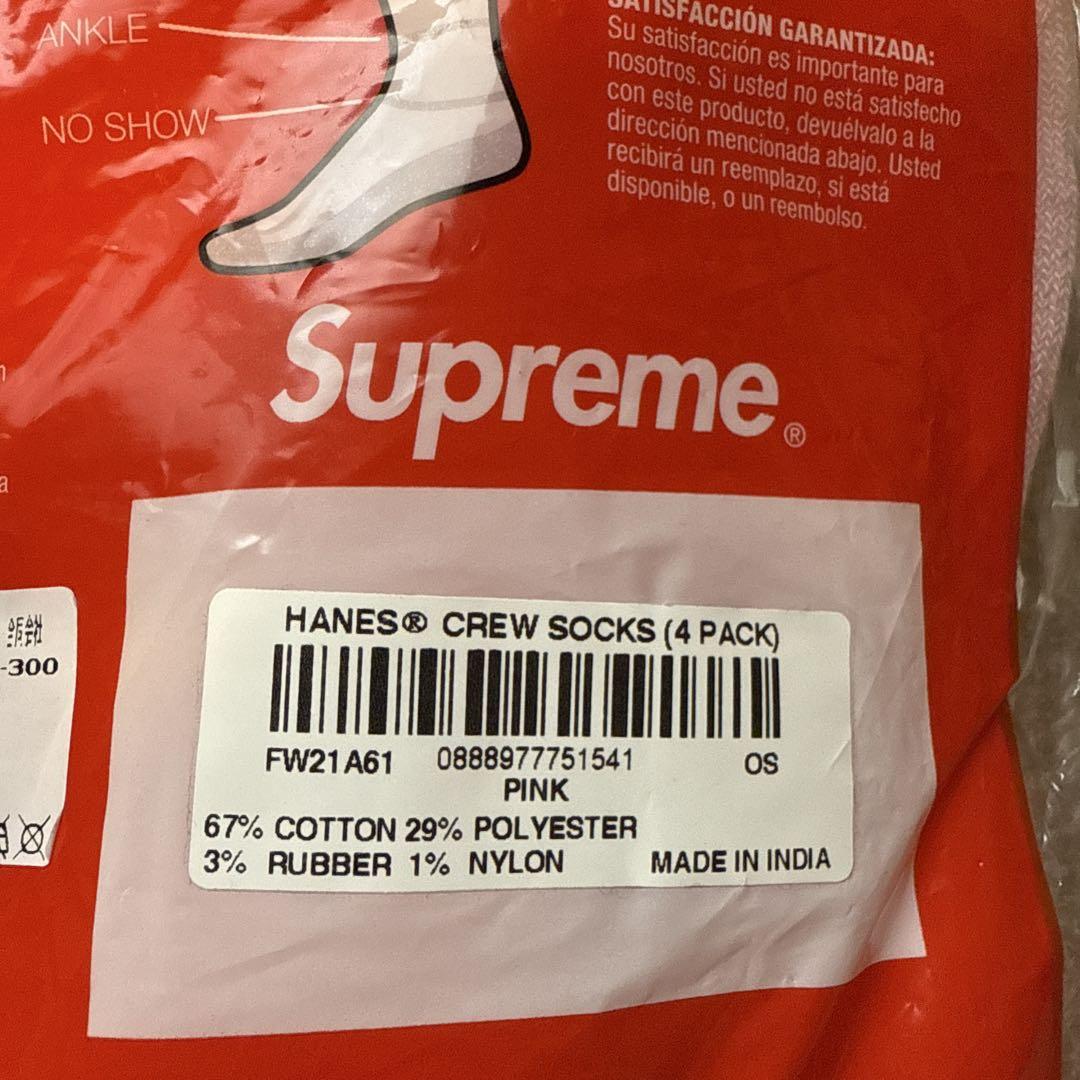 ANKLE
NO SHOW
SATISFACCIÓN GARANTIZADA:
Su satisfacción es importante para
nosotros. Si usted no está satisfecho
con este producto, devuélvalo a la
dirección mencionada abajo. Usted
recibirá un reemplazo, si está
disponible, o un reembolso.
Supreme®
HANES® CREW SOCKS (4 PACK)
FW21A61 0888977751541 OS
PINK
67% COTTON 29% POLYESTER
3% RUBBER 1% NYLON MADE IN INDIA
-300
a